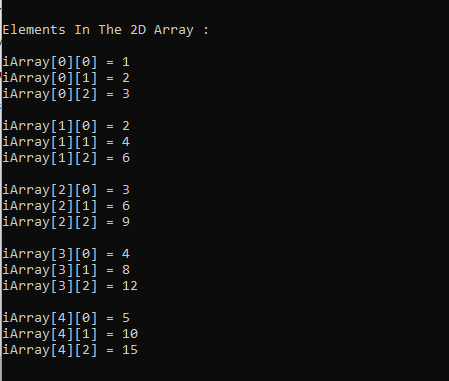 Elements In The 2D Array :
iArray[0][0] = 1
iArray[0][1] = 2
iArray[0][2] = 3
iArray[1][0] = 2
iArray[1][1] = 4
iArray[1][2] = 6
iArray[2][0] = 3
iArray[2][1] = 6
iArray[2][2] = 9
iArray[3][0] = 4
iArray[3][1] = 8
iArray[3][2] = 12
iArray[4][0] = 5
iArray[4][1] = 10
iArray[4][2] = 15